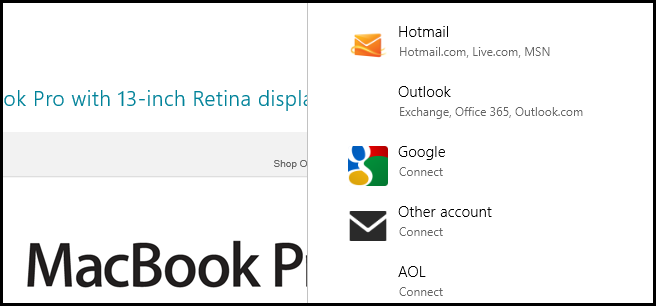 ok Pro with 13-inch Retina displa
Shop O
MacBook P
Hotmail
Hotmail.com, Live.com, MSN
Outlook
Exchange, Office 365, Outlook.com
Google
Connect
Other account
Connect
AOL
Connect